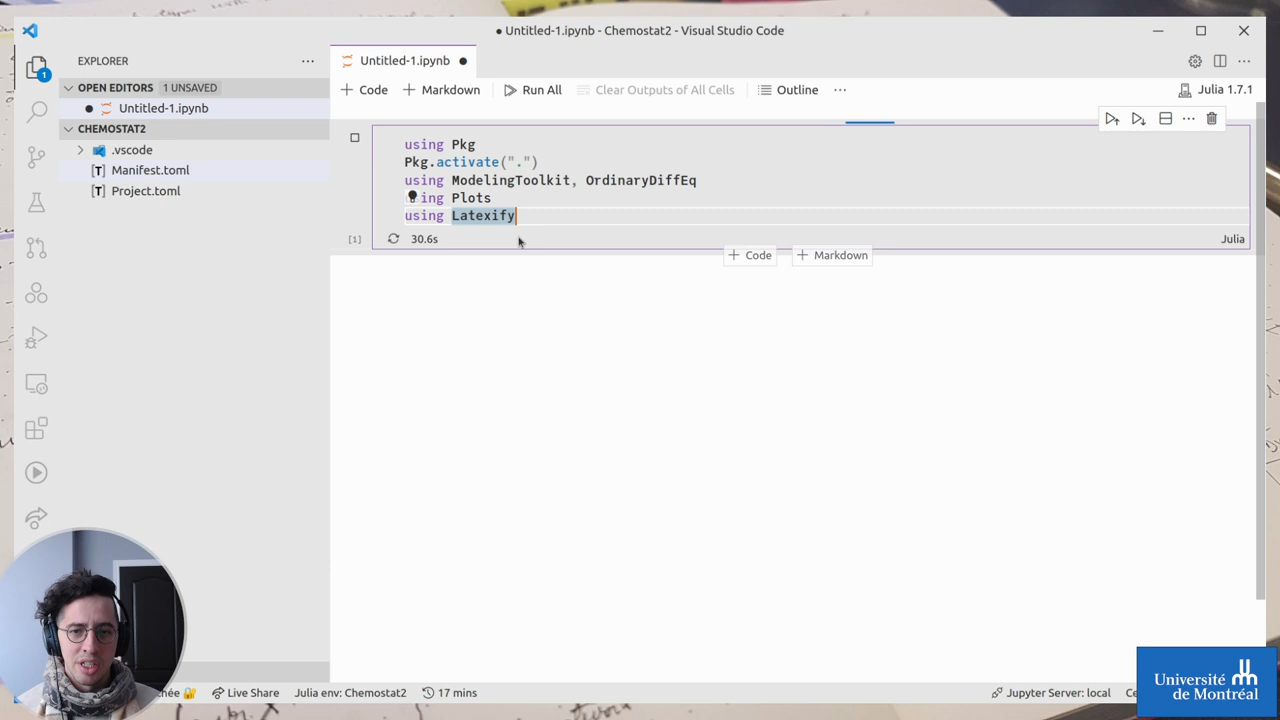 ● Untitled-1.ipynb - Chemostat2 - Visual Studio Code
EXPLORER
OPEN EDITORS 1 UNSAVED
● Untitled-1.ipynb
CHEMOSTAT2
.vscode
[T] Manifest.toml
[T] Project.toml
1
Untitled-1.ipynb ●
+ Code + Markdown Run All Clear Outputs of All Cells Outline ...
Julia 1.7.1
using Pkg
Pkg.activate(".")
using ModelingToolkit, OrdinaryDiffEq
ing Plots
using Latexify
[1] 30.6s Julia
+ Code + Markdown
Live Share Julia env: Chemostat2 17 mins Jupyter Server: local
Université
de Montréal